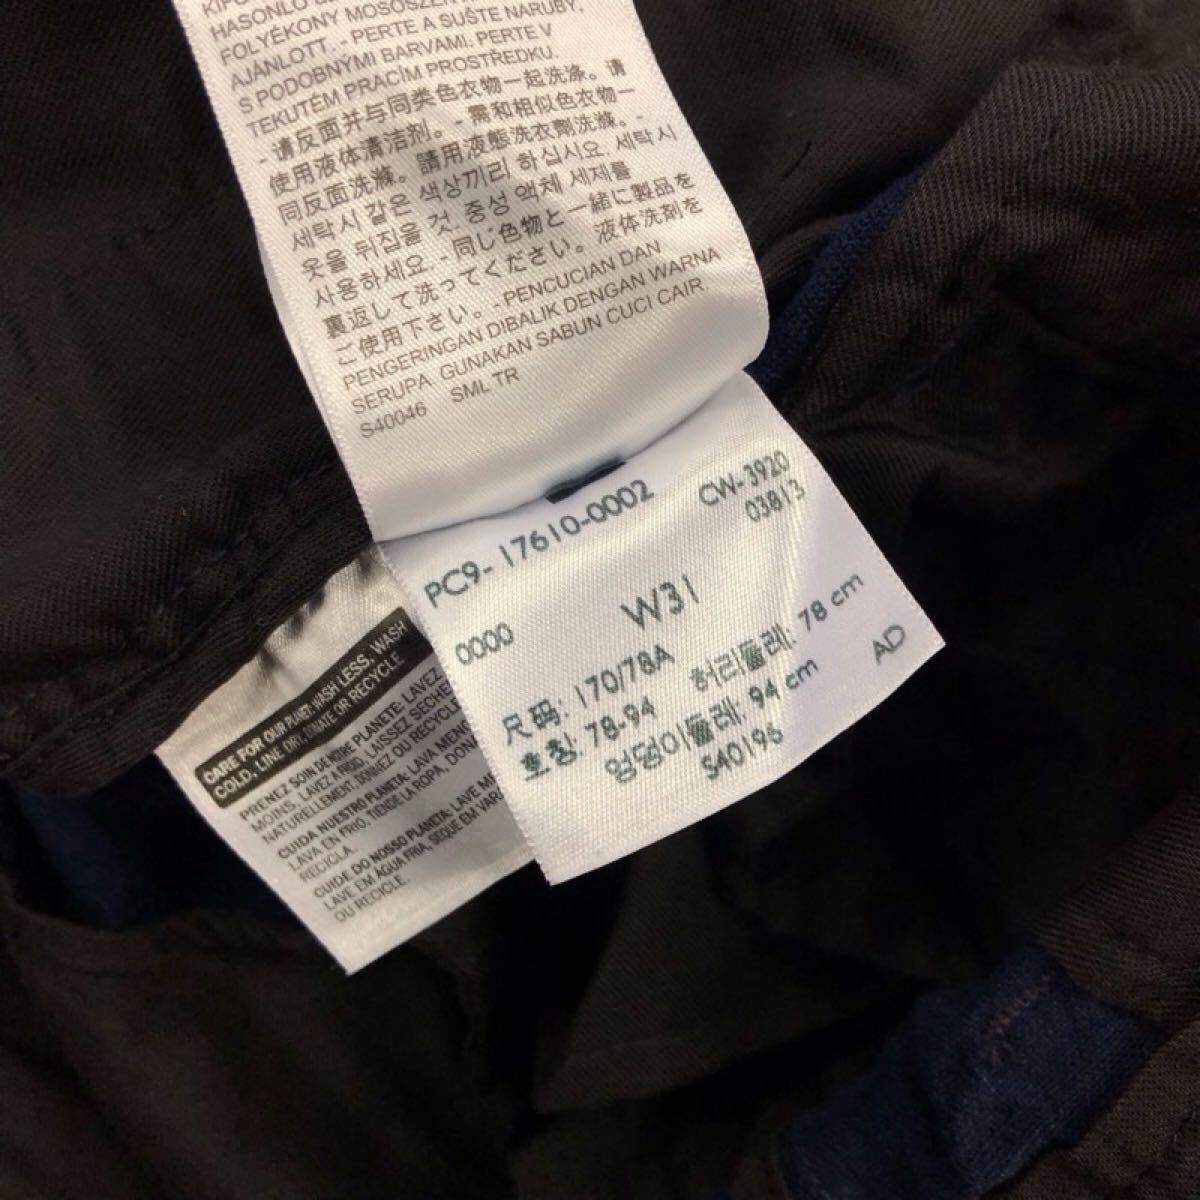 HASONLÓ
FOLYÉKONY MOSÓSZER
AJÁNLOTT. - PERTE A SUŠTE NARUBY,
S PODOBNÝMI BARVAMI. PERTE V
TEKUTÉM PRACÍM PROSTŘEDKU.
- 请反面并与同类色衣物一起洗涤。请
使用液体清洁剂。- 需和相似色衣物一
同反面洗滌。請用液態洗衣劑洗滌。-
세탁시 같은 색상끼리 하십시요. 세탁시
옷을 뒤집을 것. 중성 액체 세제를
사용하세요. - 同じ色物と一緒に製品を
裏返して洗ってください。液体洗剤を
ご使用下さい。- PENCUCIAN DAN
PENGERINGAN DIBALIK DENGAN WARNA
SERUPA GUNAKAN SABUN CUCI CAIR.
S40046 SML TR
PC9-17610-0002 CW-3920
03813
0000 W31
尺码: 170/78A
호칭: 78-94 허리둘레: 78 cm
엉덩이둘레: 94 cm AD
S40196
CARE FOR OUR PLANET: WASH LESS, WASH
COLD, LINE DRY, DONATE OR RECYCLE
PRENEZ SOIN DE NOTRE PLANÈTE: LAVEZ
MOINS, LAVEZ À FROID, LAISSEZ SÉCHER
NATURELLEMENT, DONNEZ OU RECYCLEZ
CUIDA NUESTRO PLANETA: LAVA MENOS
LAVA EN FRÍO, TIENDE LA ROPA, DONA
RECICLA.
CUIDE DO NOSSO PLANETA: LAVE MENOS
LAVE EM ÁGUA FRIA, SEQUE EM
OU RECICLE.